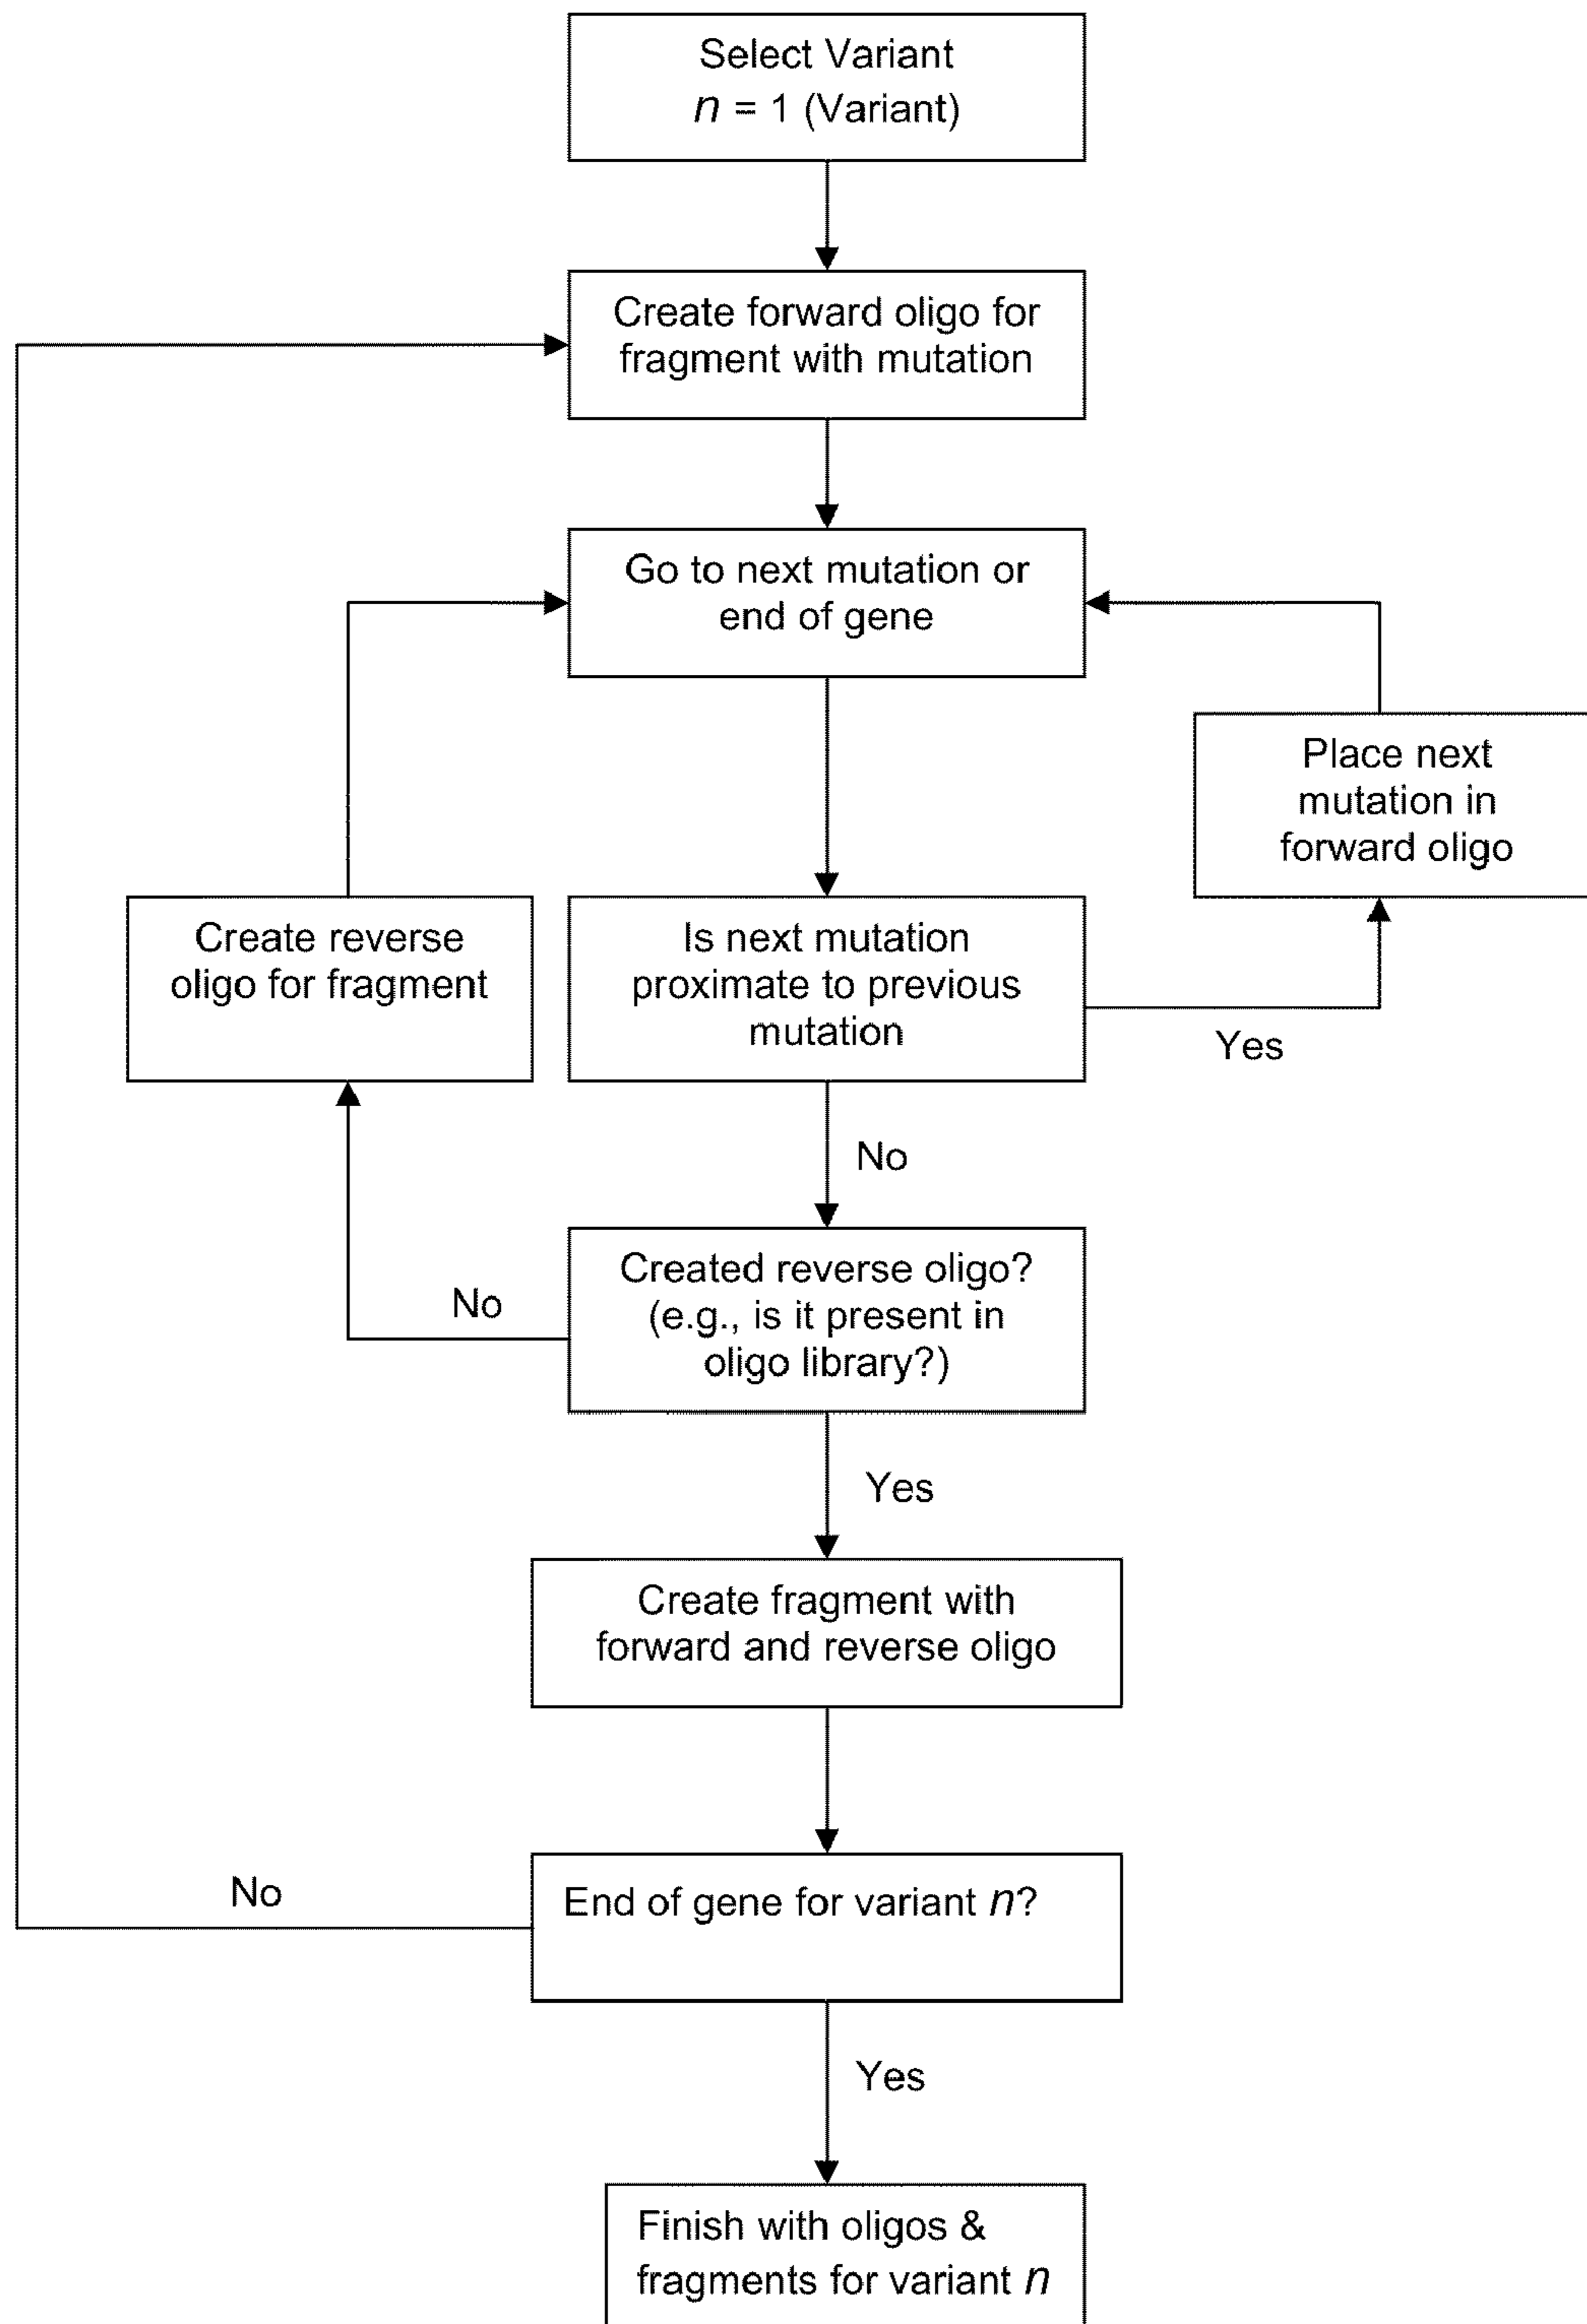 Select Variant
n = 1 (Variant)
Create forward oligo for
fragment with mutation
Go to next mutation or
end of gene
Place next
mutation in
forward oligo
Create reverse
oligo for fragment
Is next mutation
proximate to previous
mutation
Yes
No
Created reverse oligo?
(e.g., is it present in
oligo library?)
No
Yes
Create fragment with
forward and reverse oligo
End of gene for variant n?
No
Yes
Finish with oligos &
fragments for variant n